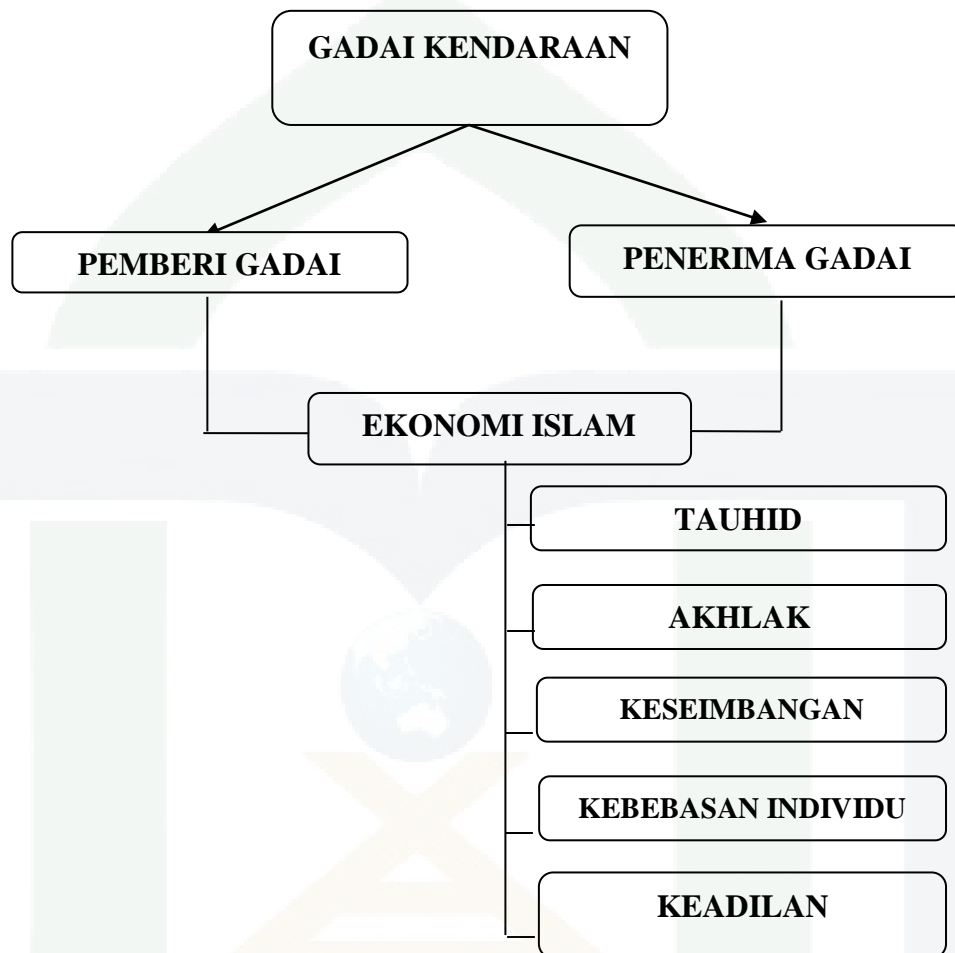 GADAI KENDARAAN
PEMBERI GADAI
PENERIMA GADAI
EKONOMI ISLAM
TAUHID
AKHLAK
KESEIMBANGAN
KEBEBASAN INDIVIDU
KEADILAN